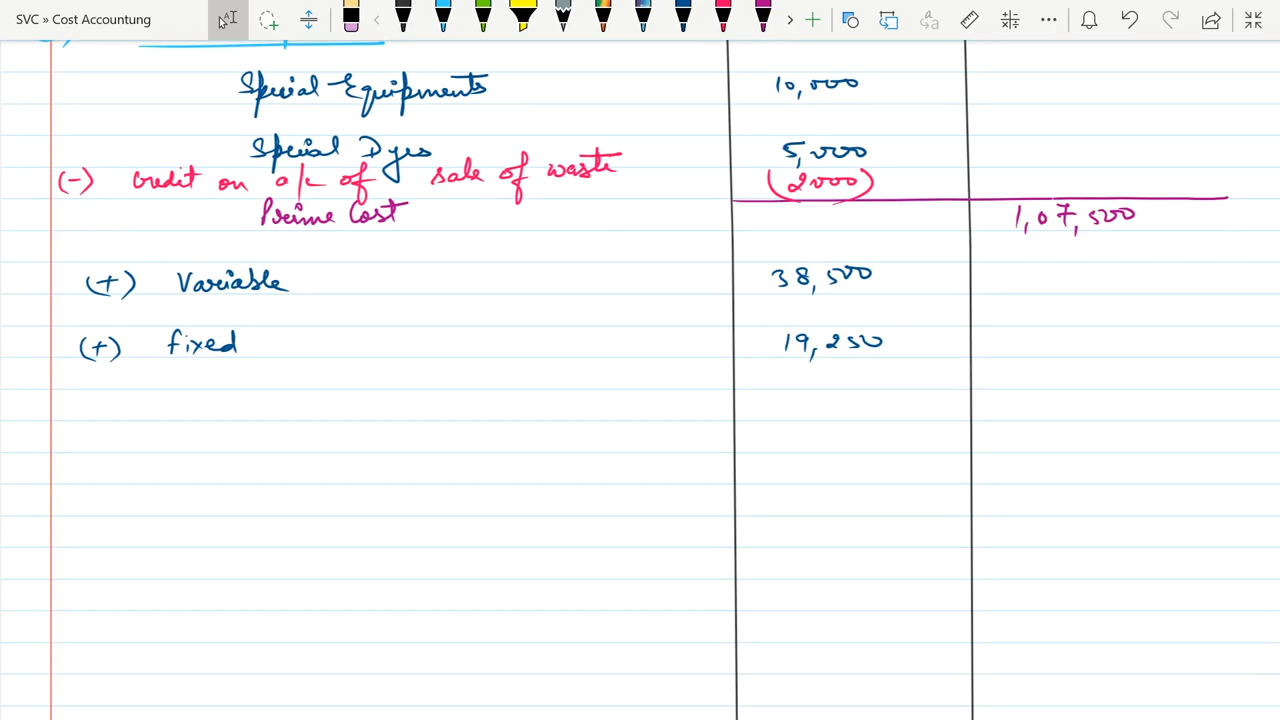 SVC » Cost Accountung
Special Equipments 10,000
Special Dyes 5,000
(-) credit on a/c of sale of waste (2000)
Prime Cost 1,07,500
(+) Variable 38,500
(+) fixed 19,250